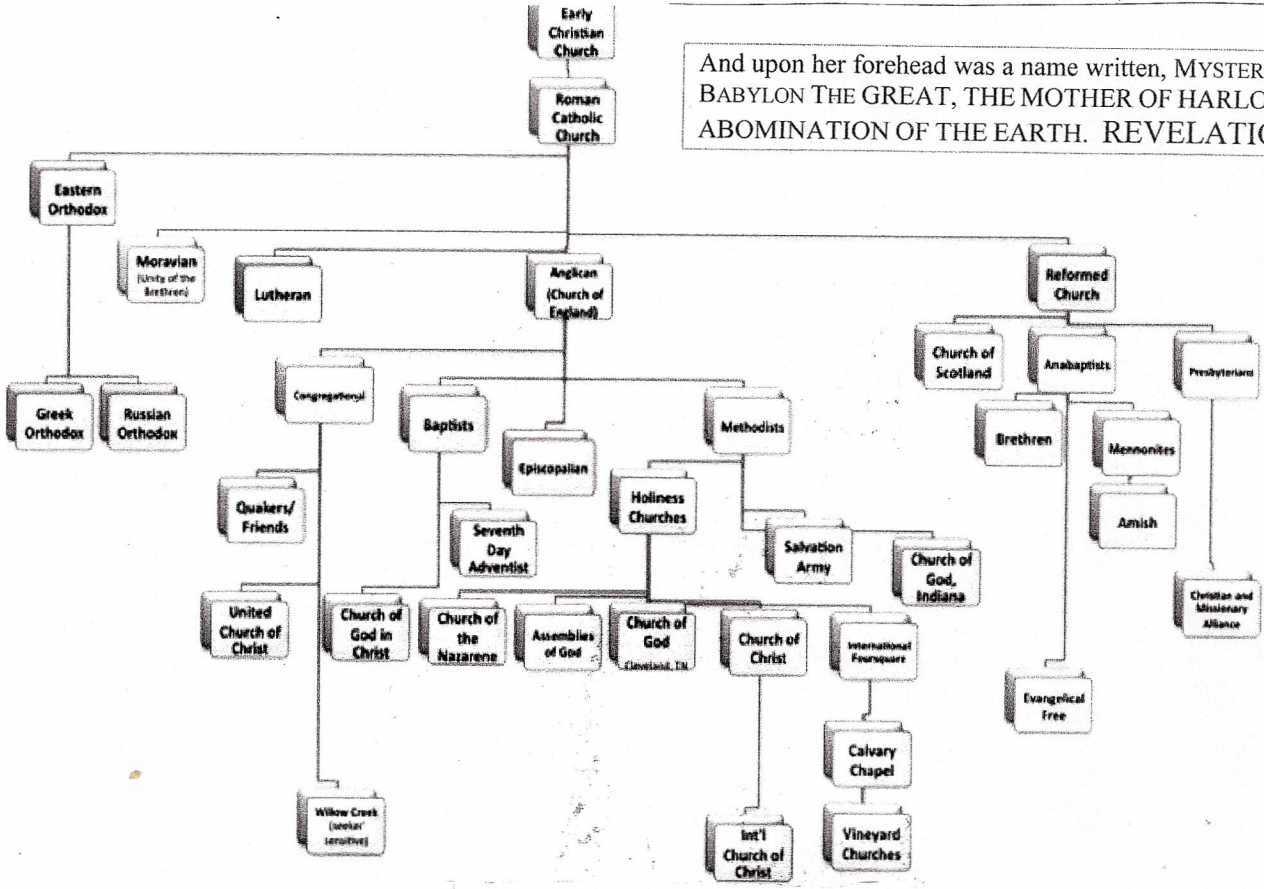 Early
Christian
Church
And upon her forehead was a name written, MYSTER
BABYLON THE GREAT, THE MOTHER OF HARLO
ABOMINATION OF THE EARTH. REVELATIO
Roman
Catholic
Church
Eastern
Orthodox
Moravian
(Unity of the
Brethren)
Lutheran
Anglican
(Church of
England)
Reformed
Church
Church of
Scotland
Anabaptists
Presbyterians
Greek
Orthodox
Russian
Orthodox
Congregational
Baptists
Episcopalian
Methodists
Brethren
Mennonites
Amish
Quakers/
Friends
Seventh
Day
Adventist
Holiness
Churches
Salvation
Army
Church of
God,
Indiana
United
Church of
Christ
Church of
God in
Christ
Church of
the
Nazarene
Assemblies
of God
Church of
God
Cleveland, TN
Church of
Christ
International
Foursquare
Christian and
Missionary
Alliance
Evangelical
Free
Calvary
Chapel
Willow Creek
(seeker
sensitive)
Int'l
Church of
Christ
Vineyard
Churches